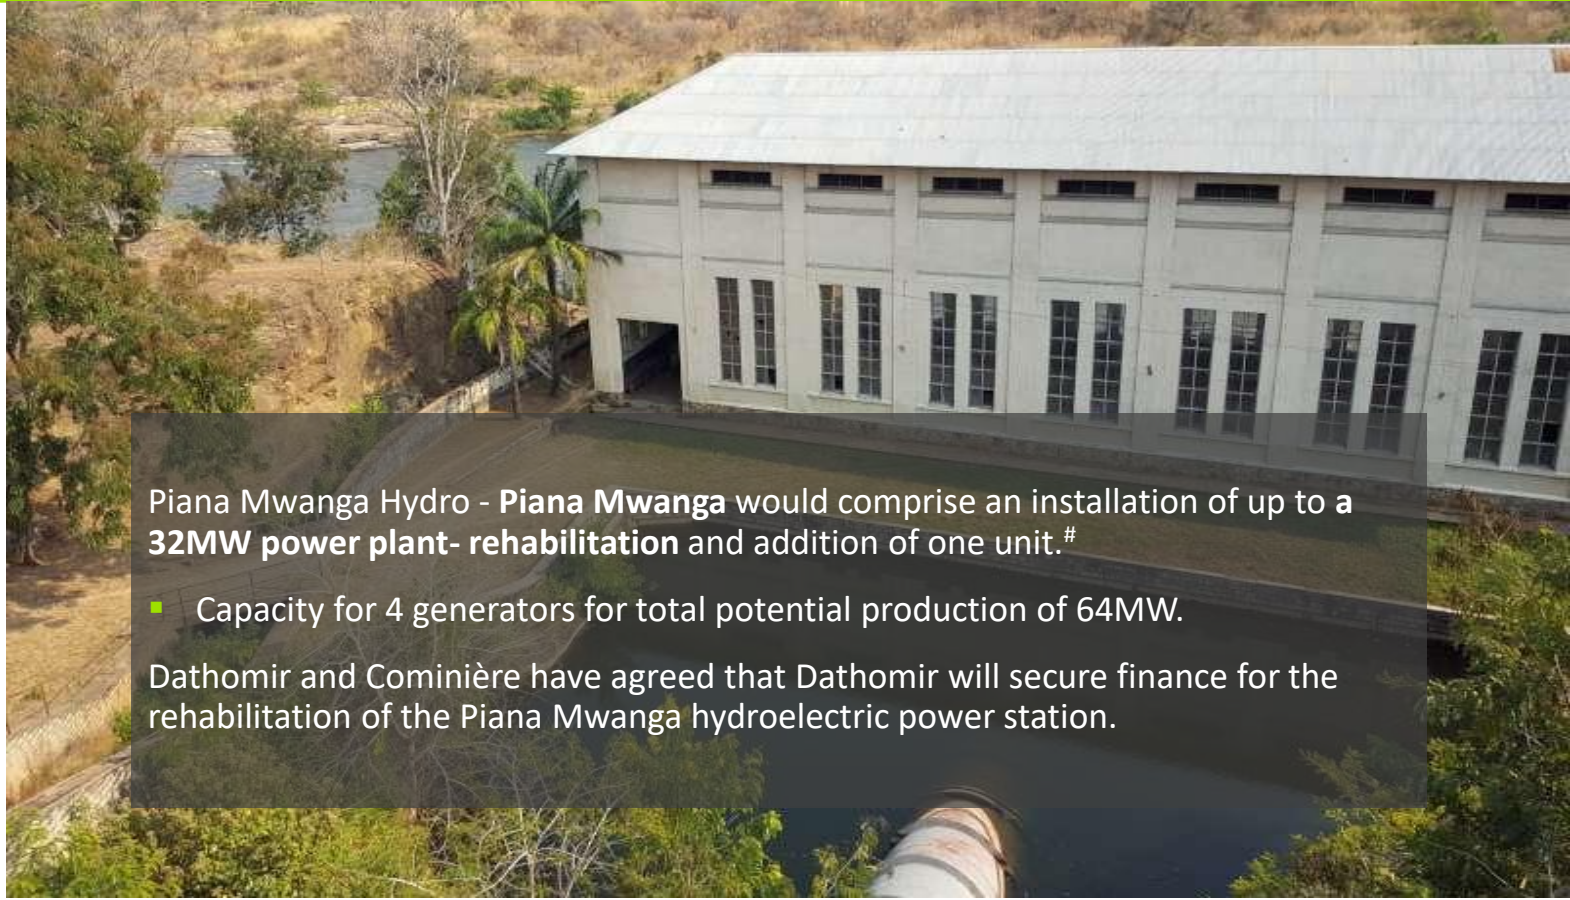 Piana Mwanga Hydro - Piana Mwanga would comprise an installation of up to a
32MW power plant- rehabilitation and addition of one unit.#
▪ Capacity for 4 generators for total potential production of 64MW.
Dathomir and Cominière have agreed that Dathomir will secure finance for the
rehabilitation of the Piana Mwanga hydroelectric power station.